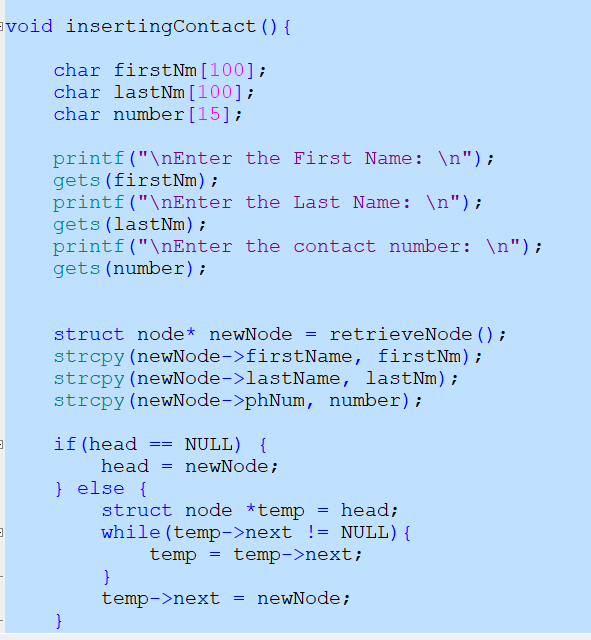 void insertingContact(){
char firstNm[100];
char lastNm[100];
char number[15];
printf("\nEnter the First Name: \n");
gets(firstNm);
printf("\nEnter the Last Name: \n");
gets(lastNm);
printf("\nEnter the contact number: \n");
gets(number);
struct node* newNode = retrieveNode();
strcpy(newNode->firstName, firstNm);
strcpy(newNode->lastName, lastNm);
strcpy(newNode->phNum, number);
if(head == NULL) {
head = newNode;
} else {
struct node *temp = head;
while(temp->next != NULL){
temp = temp->next;
}
temp->next = newNode;
}